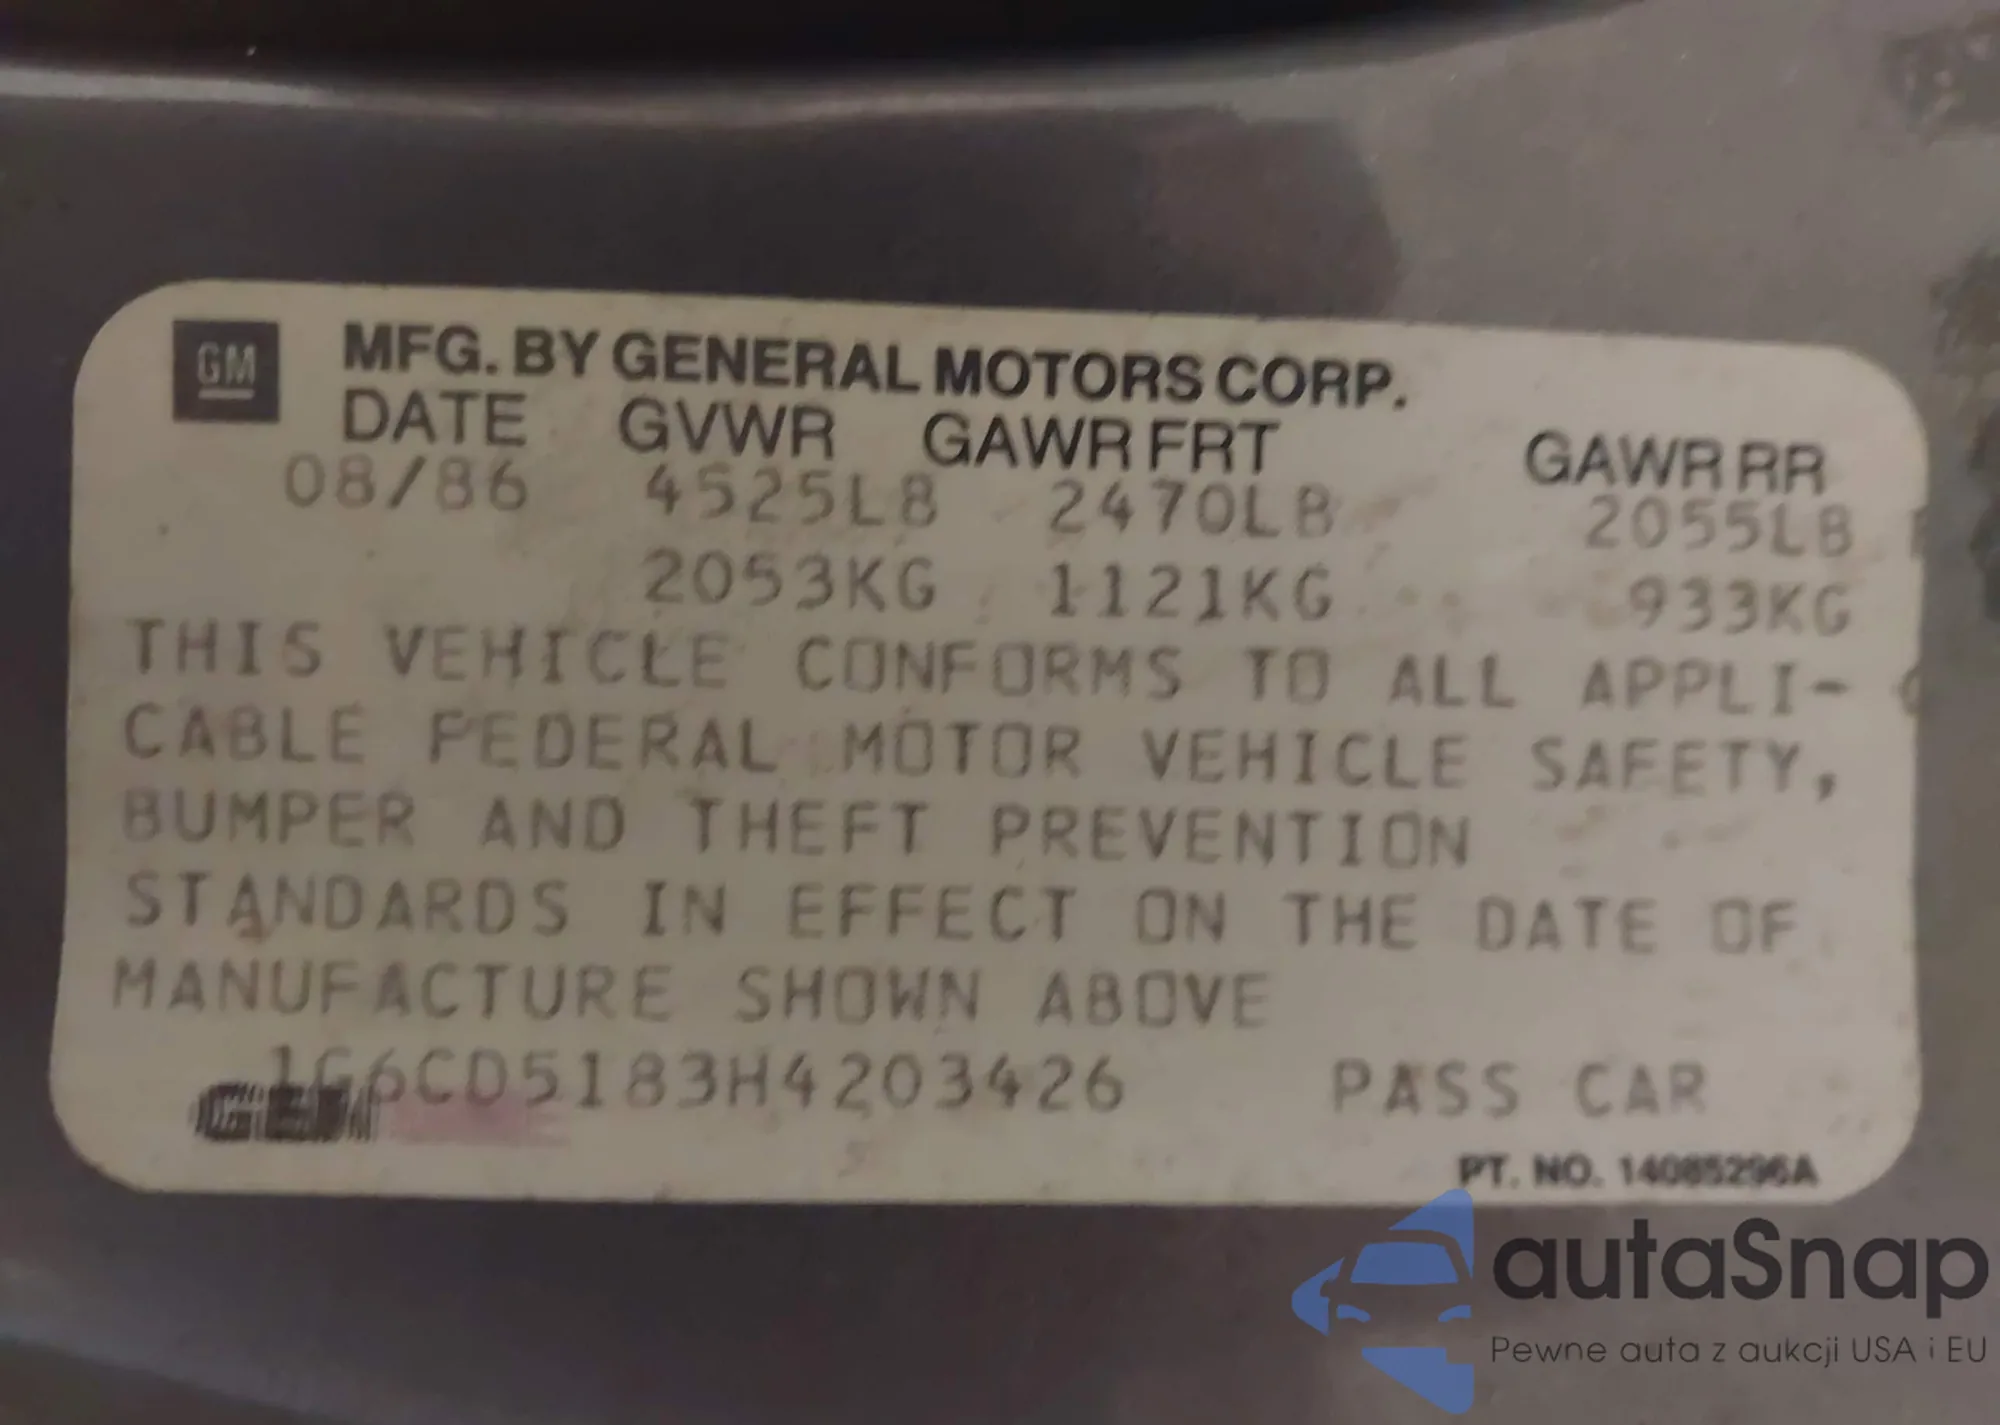 GM
MFG. BY GENERAL MOTORS CORP.
DATE GVWR GAWR FRT GAWR RR
08/86 4525LB 2470LB 2055LB
2053KG 1121KG 933KG
THIS VEHICLE CONFORMS TO ALL APPLI-
CABLE FEDERAL MOTOR VEHICLE SAFETY,
BUMPER AND THEFT PREVENTION
STANDARDS IN EFFECT ON THE DATE OF
MANUFACTURE SHOWN ABOVE
1G6CD5183H4203426 PASS CAR
PT. NO. 14085296A
autaSnap
Pewne auta z aukcji USA i EU